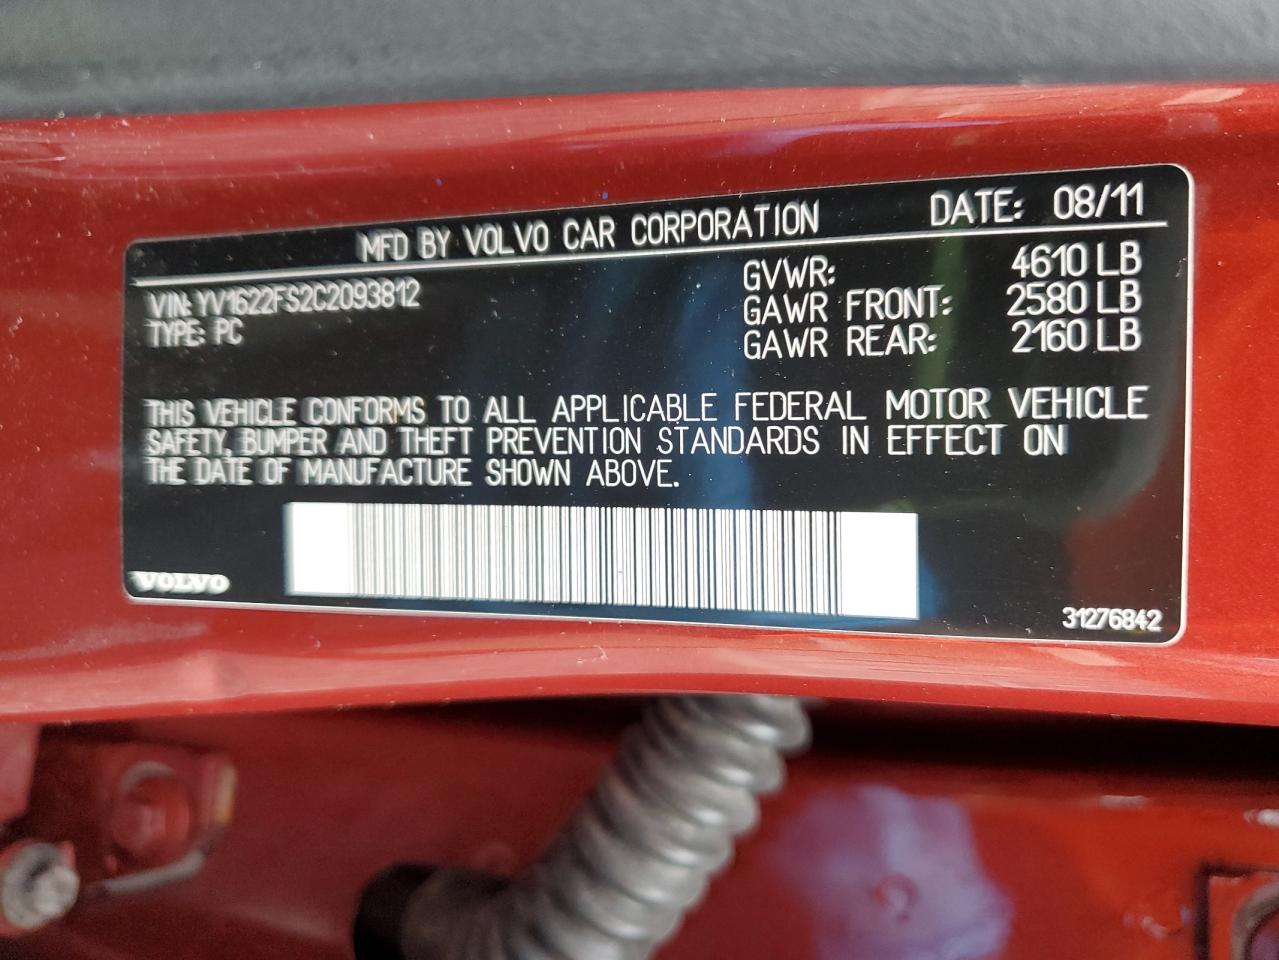 MFD BY VOLVO CAR CORPORATION DATE: 08/11
VIN: YV1622FS2C2093812
TYPE: PC
GVWR: 4610 LB
GAWR FRONT: 2580 LB
GAWR REAR: 2160 LB
THIS VEHICLE CONFORMS TO ALL APPLICABLE FEDERAL MOTOR VEHICLE
SAFETY, BUMPER AND THEFT PREVENTION STANDARDS IN EFFECT ON
THE DATE OF MANUFACTURE SHOWN ABOVE.
VOLVO
31276842